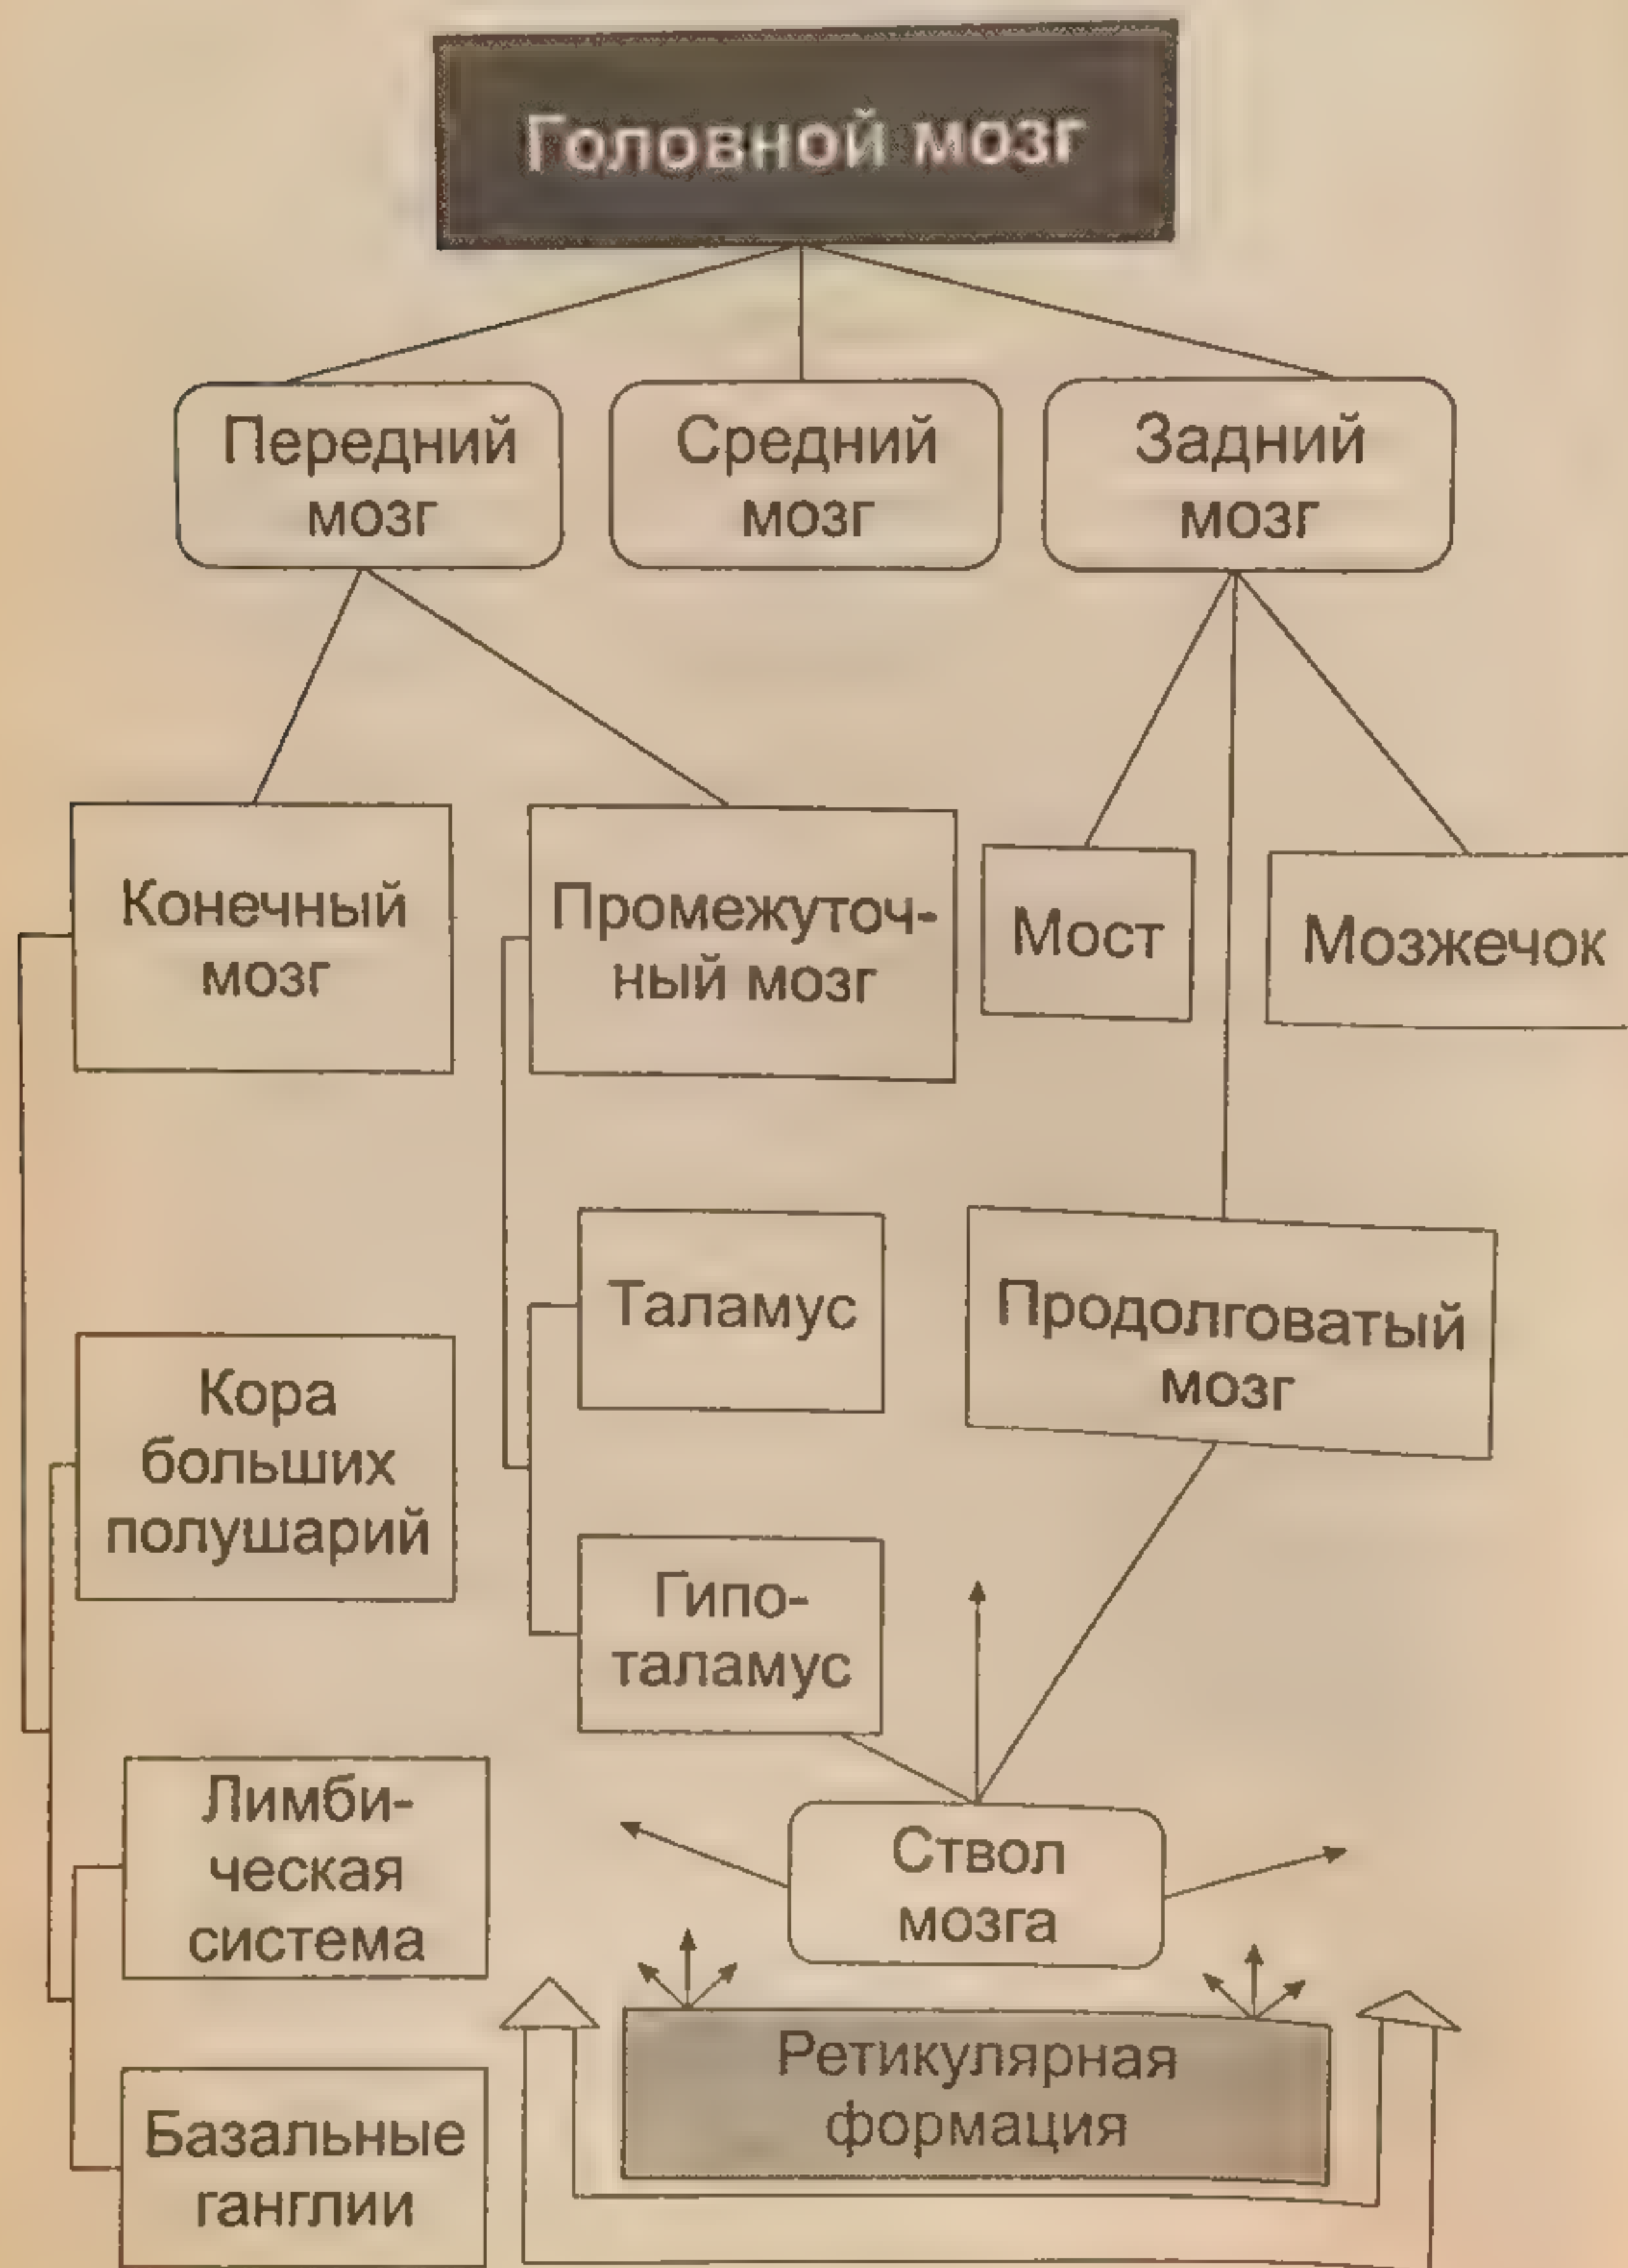 Головной мозг
Передний
мозг
Средний
мозг
Задний
мозг
Конечный
мозг
Промежуточ-
ный мозг
Мост
Мозжечок
Таламус
Продолговатый
мозг
Кора
больших
полушарий
Гипо-
таламус
Лимби-
ческая
система
Ствол
мозга
Ретикулярная
формация
Базальные
ганглии